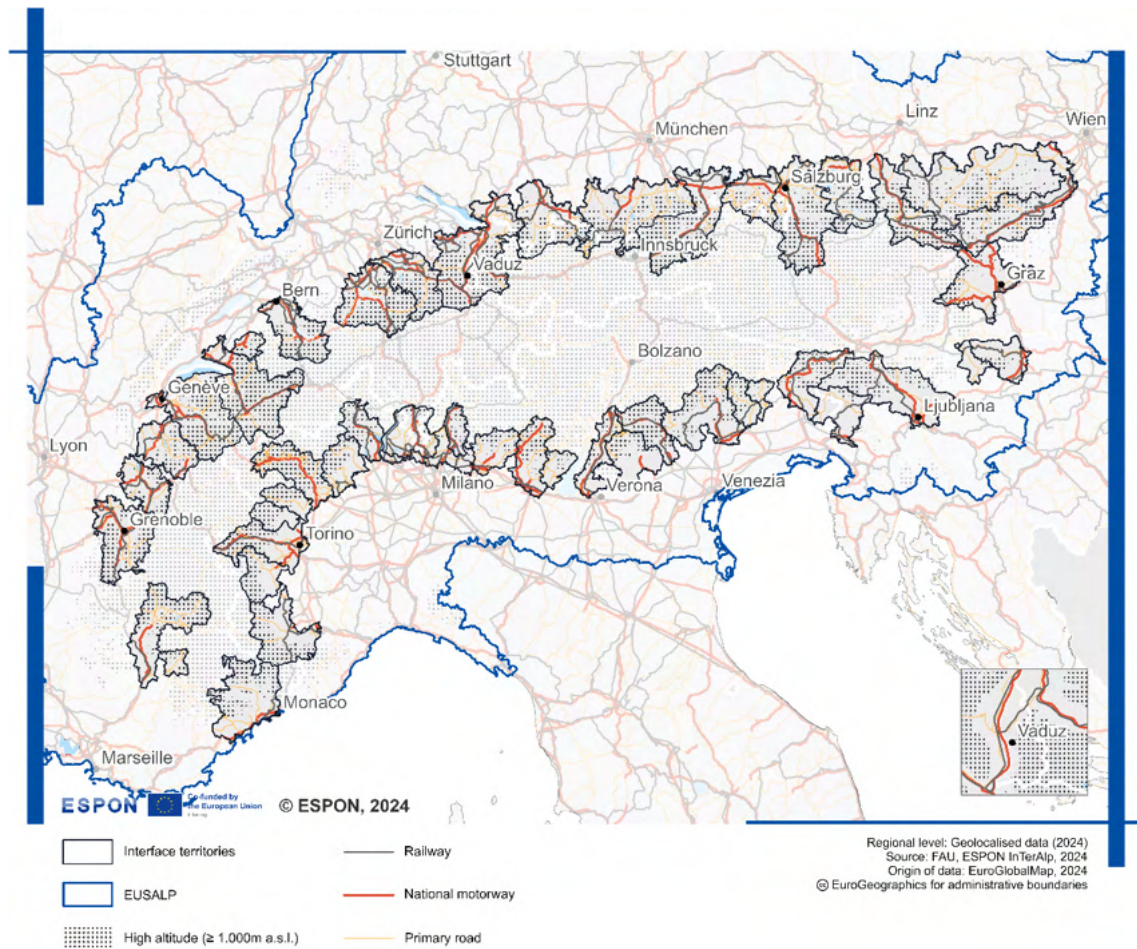 Stuttgart
Linz
Wien
München
Salzburg
Zürich
Innsbruck
Vaduz
Graz
Bern
Bolzano
Genève
Ljubljana
Lyon
Milano
Verona
Venezia
Grenoble
Torino
Monaco
Vaduz
Marseille
ESPON
Co-funded by
the European Union
© ESPON, 2024
Interface territories
Railway
EUSALP
National motorway
High altitude (≥ 1.000m a.s.l.)
Primary road
Regional level: Geolocalised data (2024)
Source: FAU, ESPON InTerAlp, 2024
Origin of data: EuroGlobalMap, 2024
cc EuroGeographics for administrative boundaries